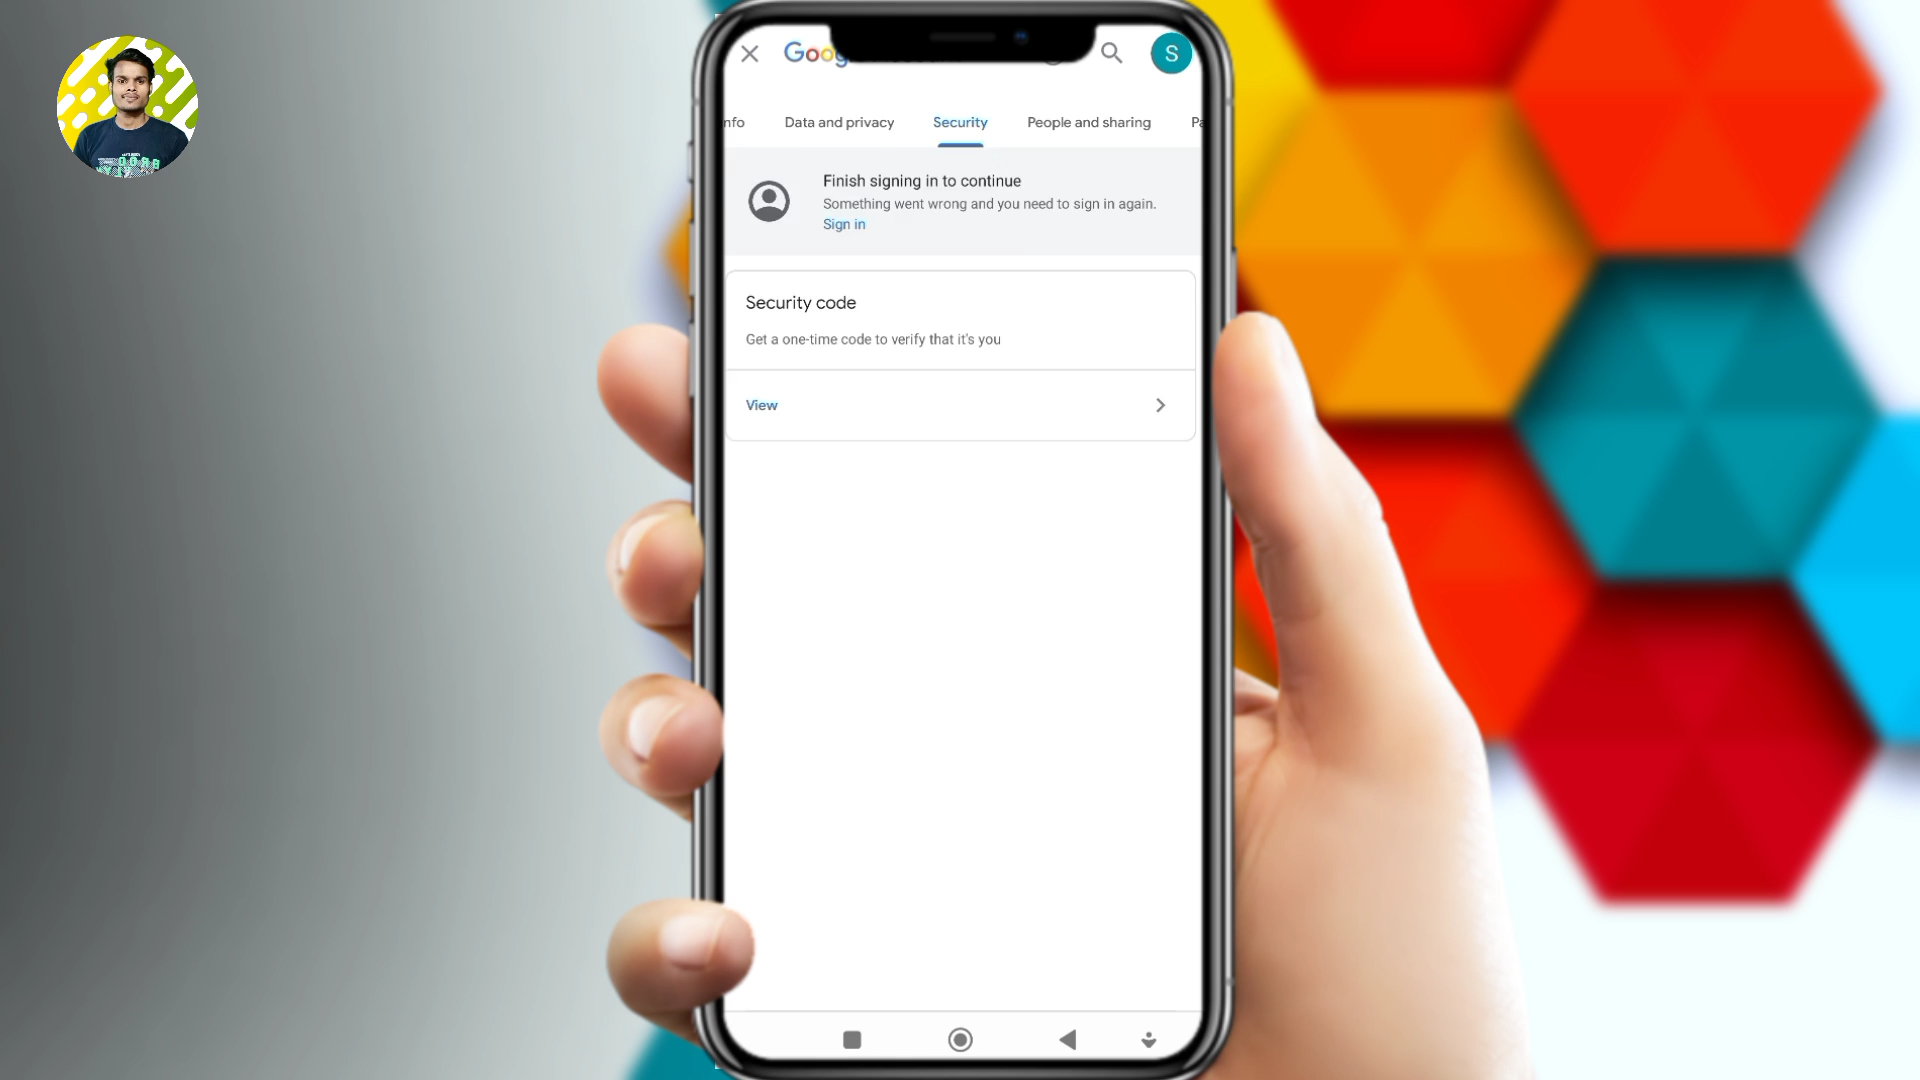 Goog
S
nfo Data and privacy Security People and sharing Pa
Finish signing in to continue
Something went wrong and you need to sign in again.
Sign in
Security code
Get a one-time code to verify that it's you
View